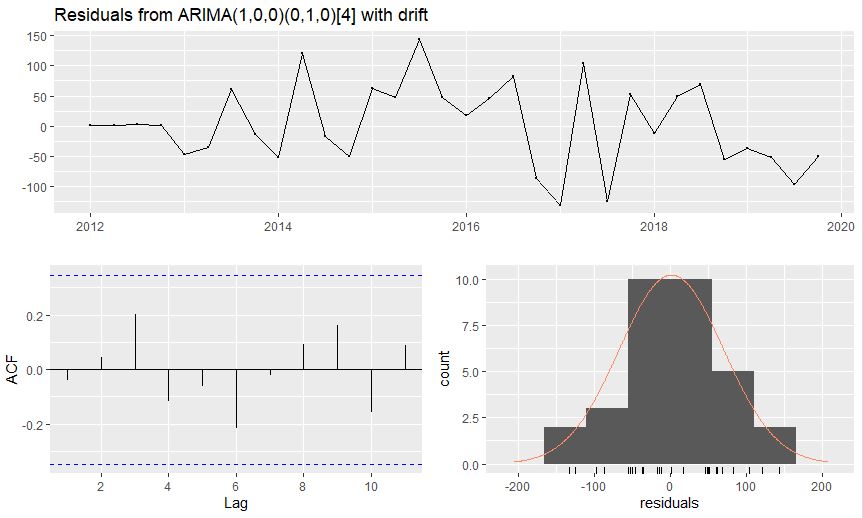 Residuals from ARIMA(1,0,0)(0,1,0)[4] with drift
150
100
50
0
-50
-100
2012 2014 2016 2018 2020
ACF
0.2
0.0
-0.2
2 4 6 8 10
Lag
count
10.0
7.5
5.0
2.5
0.0
-200 -100 0 100 200
residuals